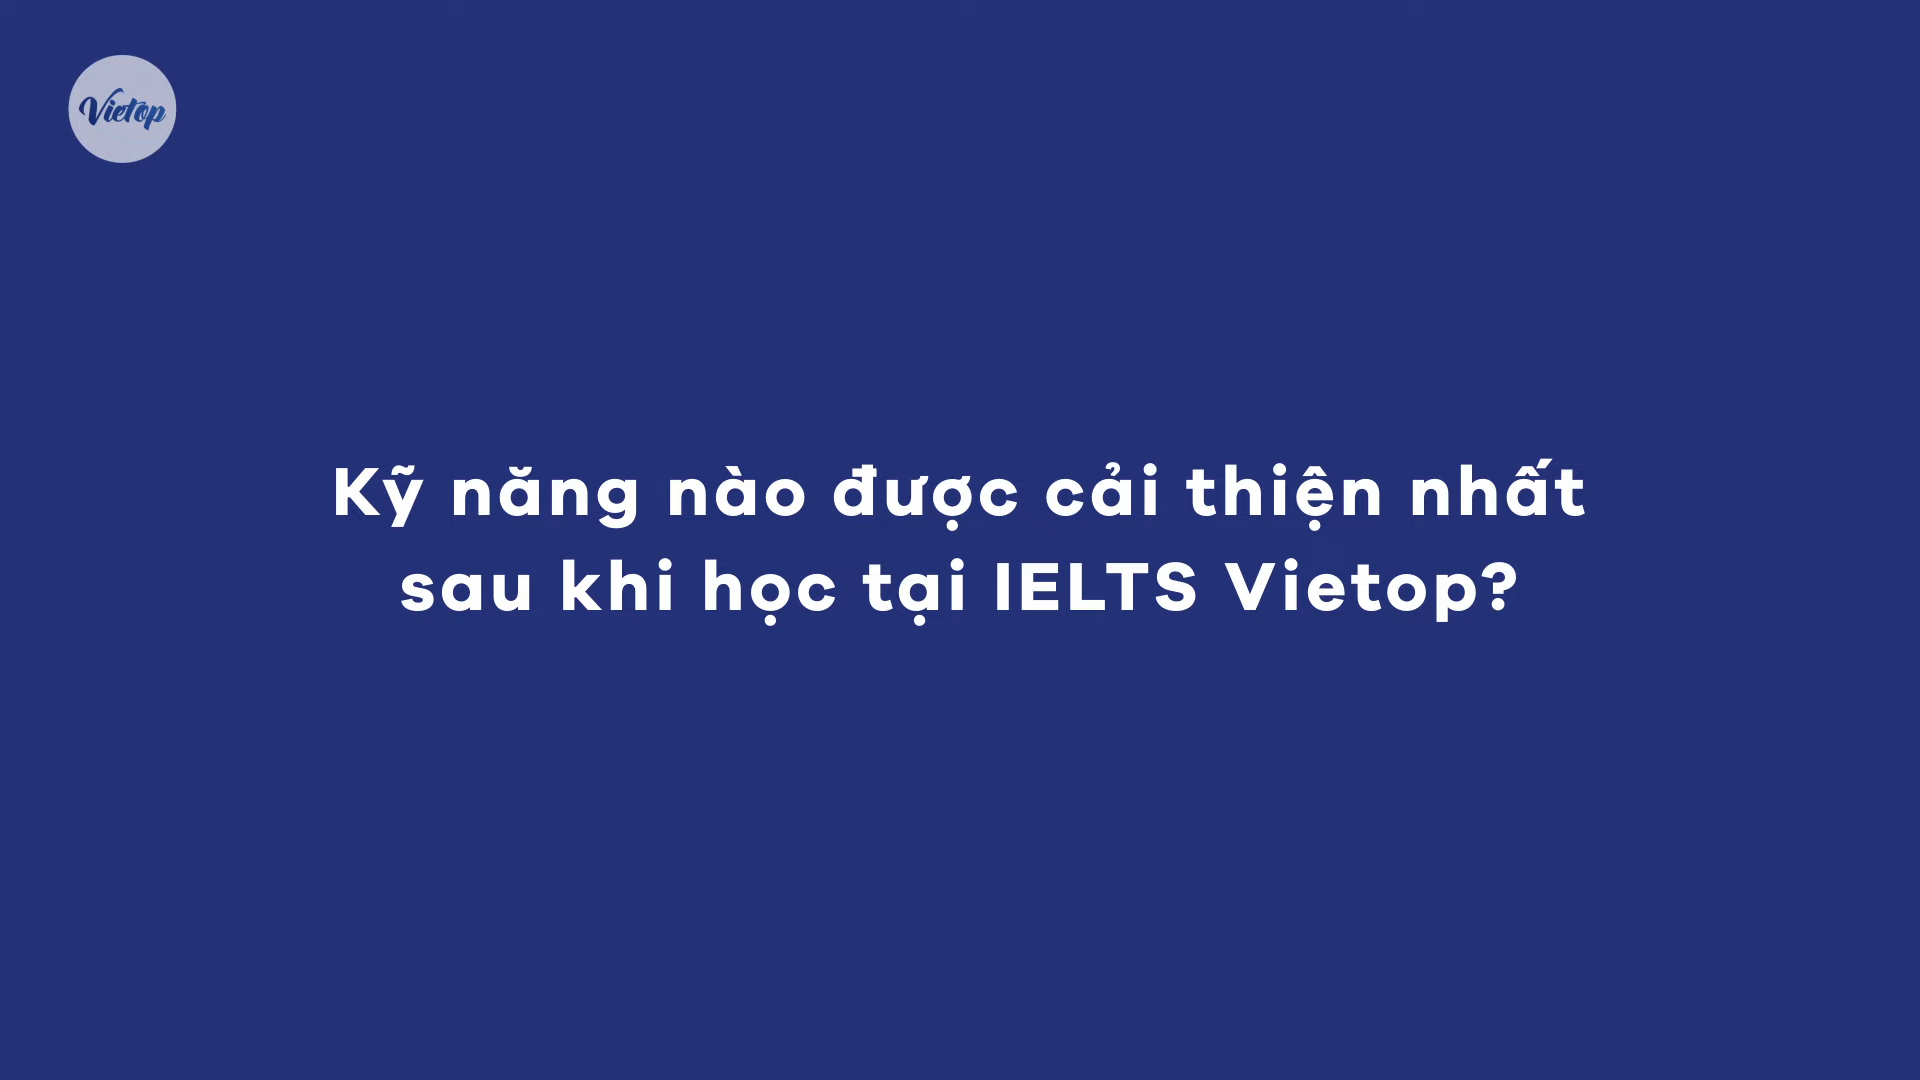 Vietop
Kỹ năng nào được cải thiện nhất
sau khi học tại IELTS Vietop?